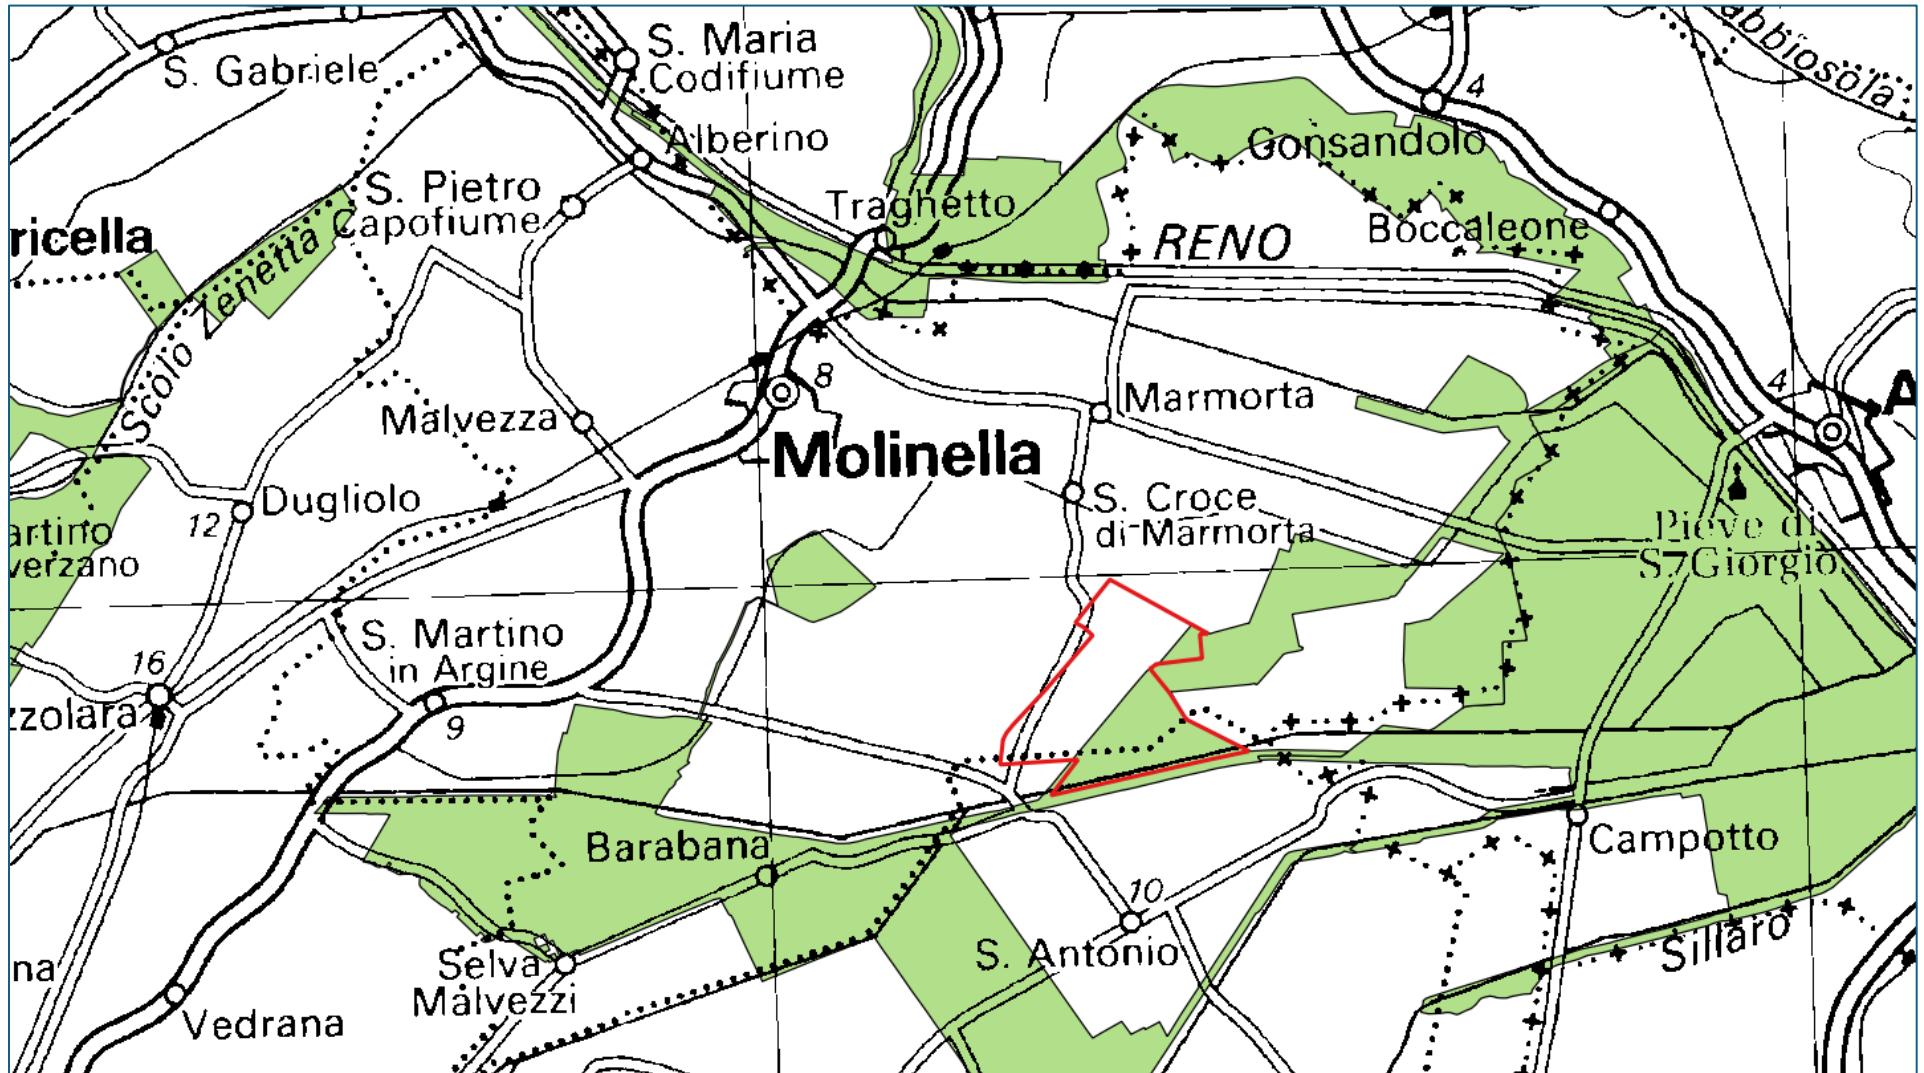 S. Maria
Codifiume
S. Gabriele
abbiosola
4
Alberino
Gonsandolo
S. Pietro
Capofiume
Traghetto
Boccaleone
ricella
RENO
Scolo Zenetta
8
4
A
Malvezza
Marmorta
Molinella
Dugliolo
12
S. Croce
di Marmorta
artino
verzano
Pieve di
S. Giorgio
S. Martino
in Argine
16
zzolara
9
Barabana
Campotto
10
S. Antonio
Sillaro
Selva
Malvezzi
na
Vedrana